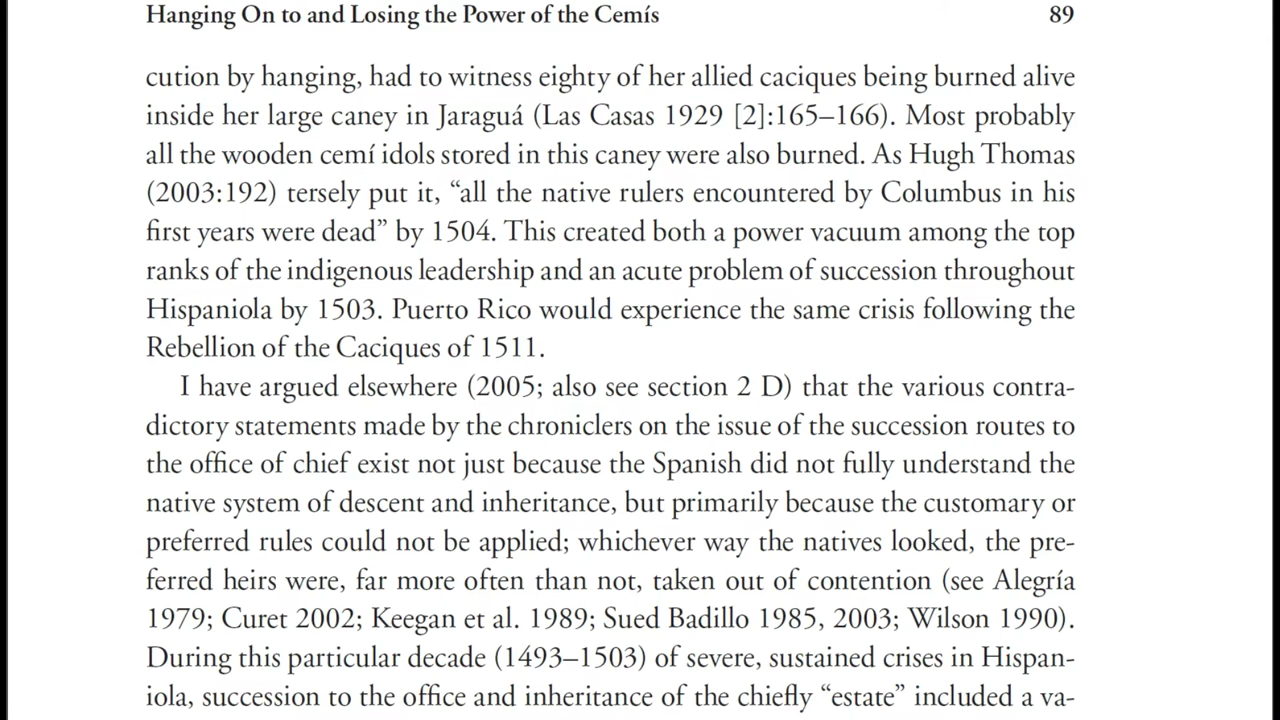 Hanging On to and Losing the Power of the Cemís 89
cution by hanging, had to witness eighty of her allied caciques being burned alive
inside her large caney in Jaraguá (Las Casas 1929 [2]:165–166). Most probably
all the wooden cemí idols stored in this caney were also burned. As Hugh Thomas
(2003:192) tersely put it, “all the native rulers encountered by Columbus in his
first years were dead” by 1504. This created both a power vacuum among the top
ranks of the indigenous leadership and an acute problem of succession throughout
Hispaniola by 1503. Puerto Rico would experience the same crisis following the
Rebellion of the Caciques of 1511.
I have argued elsewhere (2005; also see section 2 D) that the various contra-
dictory statements made by the chroniclers on the issue of the succession routes to
the office of chief exist not just because the Spanish did not fully understand the
native system of descent and inheritance, but primarily because the customary or
preferred rules could not be applied; whichever way the natives looked, the pre-
ferred heirs were, far more often than not, taken out of contention (see Alegría
1979; Curet 2002; Keegan et al. 1989; Sued Badillo 1985, 2003; Wilson 1990).
During this particular decade (1493–1503) of severe, sustained crises in Hispan-
iola, succession to the office and inheritance of the chiefly “estate” included a va-